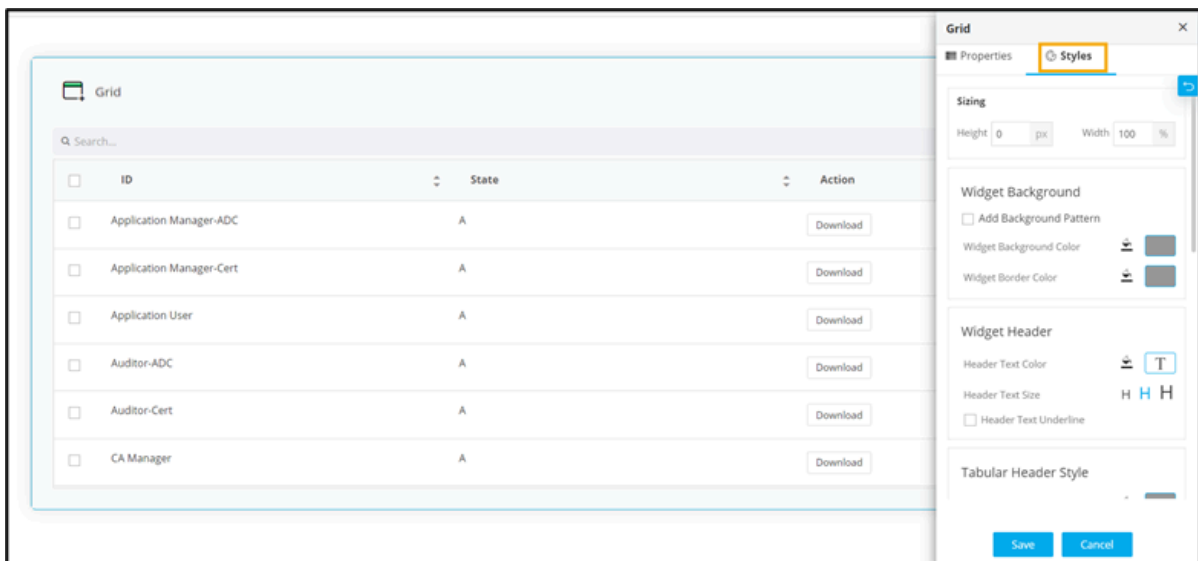 Grid
Search...
ID State Action
Application Manager-ADC A Download
Application Manager-Cert A Download
Application User A Download
Auditor-ADC A Download
Auditor-Cert A Download
CA Manager A Download
Grid ×
Properties Styles
Sizing
Height 0 px Width 100 %
Widget Background
Add Background Pattern
Widget Background Color
Widget Border Color
Widget Header
Header Text Color T
Header Text Size H H H
Header Text Underline
Tabular Header Style
Save Cancel